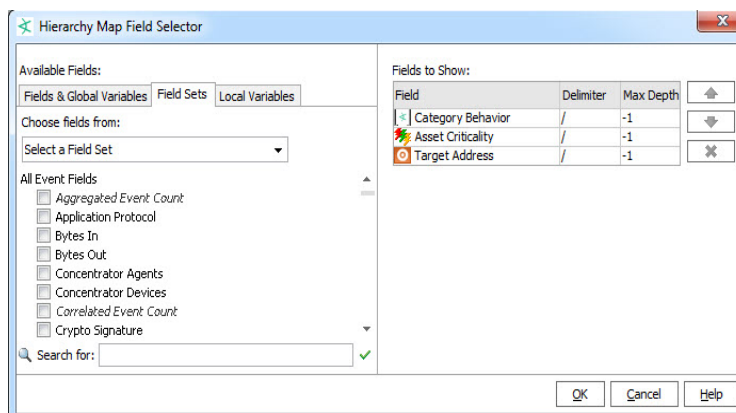 Hierarchy Map Field Selector
Available Fields:
Fields & Global Variables Field Sets Local Variables
Choose fields from:
Select a Field Set
All Event Fields
Aggregated Event Count
Application Protocol
Bytes In
Bytes Out
Concentrator Agents
Concentrator Devices
Correlated Event Count
Crypto Signature
Search for:
Fields to Show:
Field Delimiter Max Depth
Category Behavior / -1
Asset Criticality / -1
Target Address / -1
OK Cancel Help